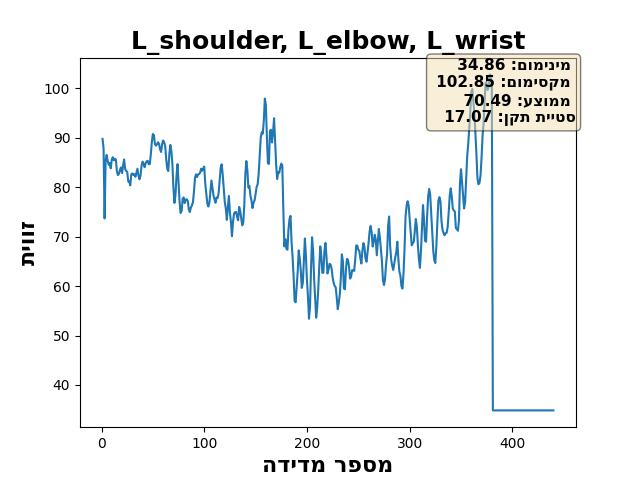 L_shoulder, L_elbow, L_wrist
מינימום: 34.86
מקסימום: 102.85
ממוצע: 70.49
סטיית תקן: 17.07
זווית
100
90
80
70
60
50
40
0 100 200 300 400
מספר מדידה